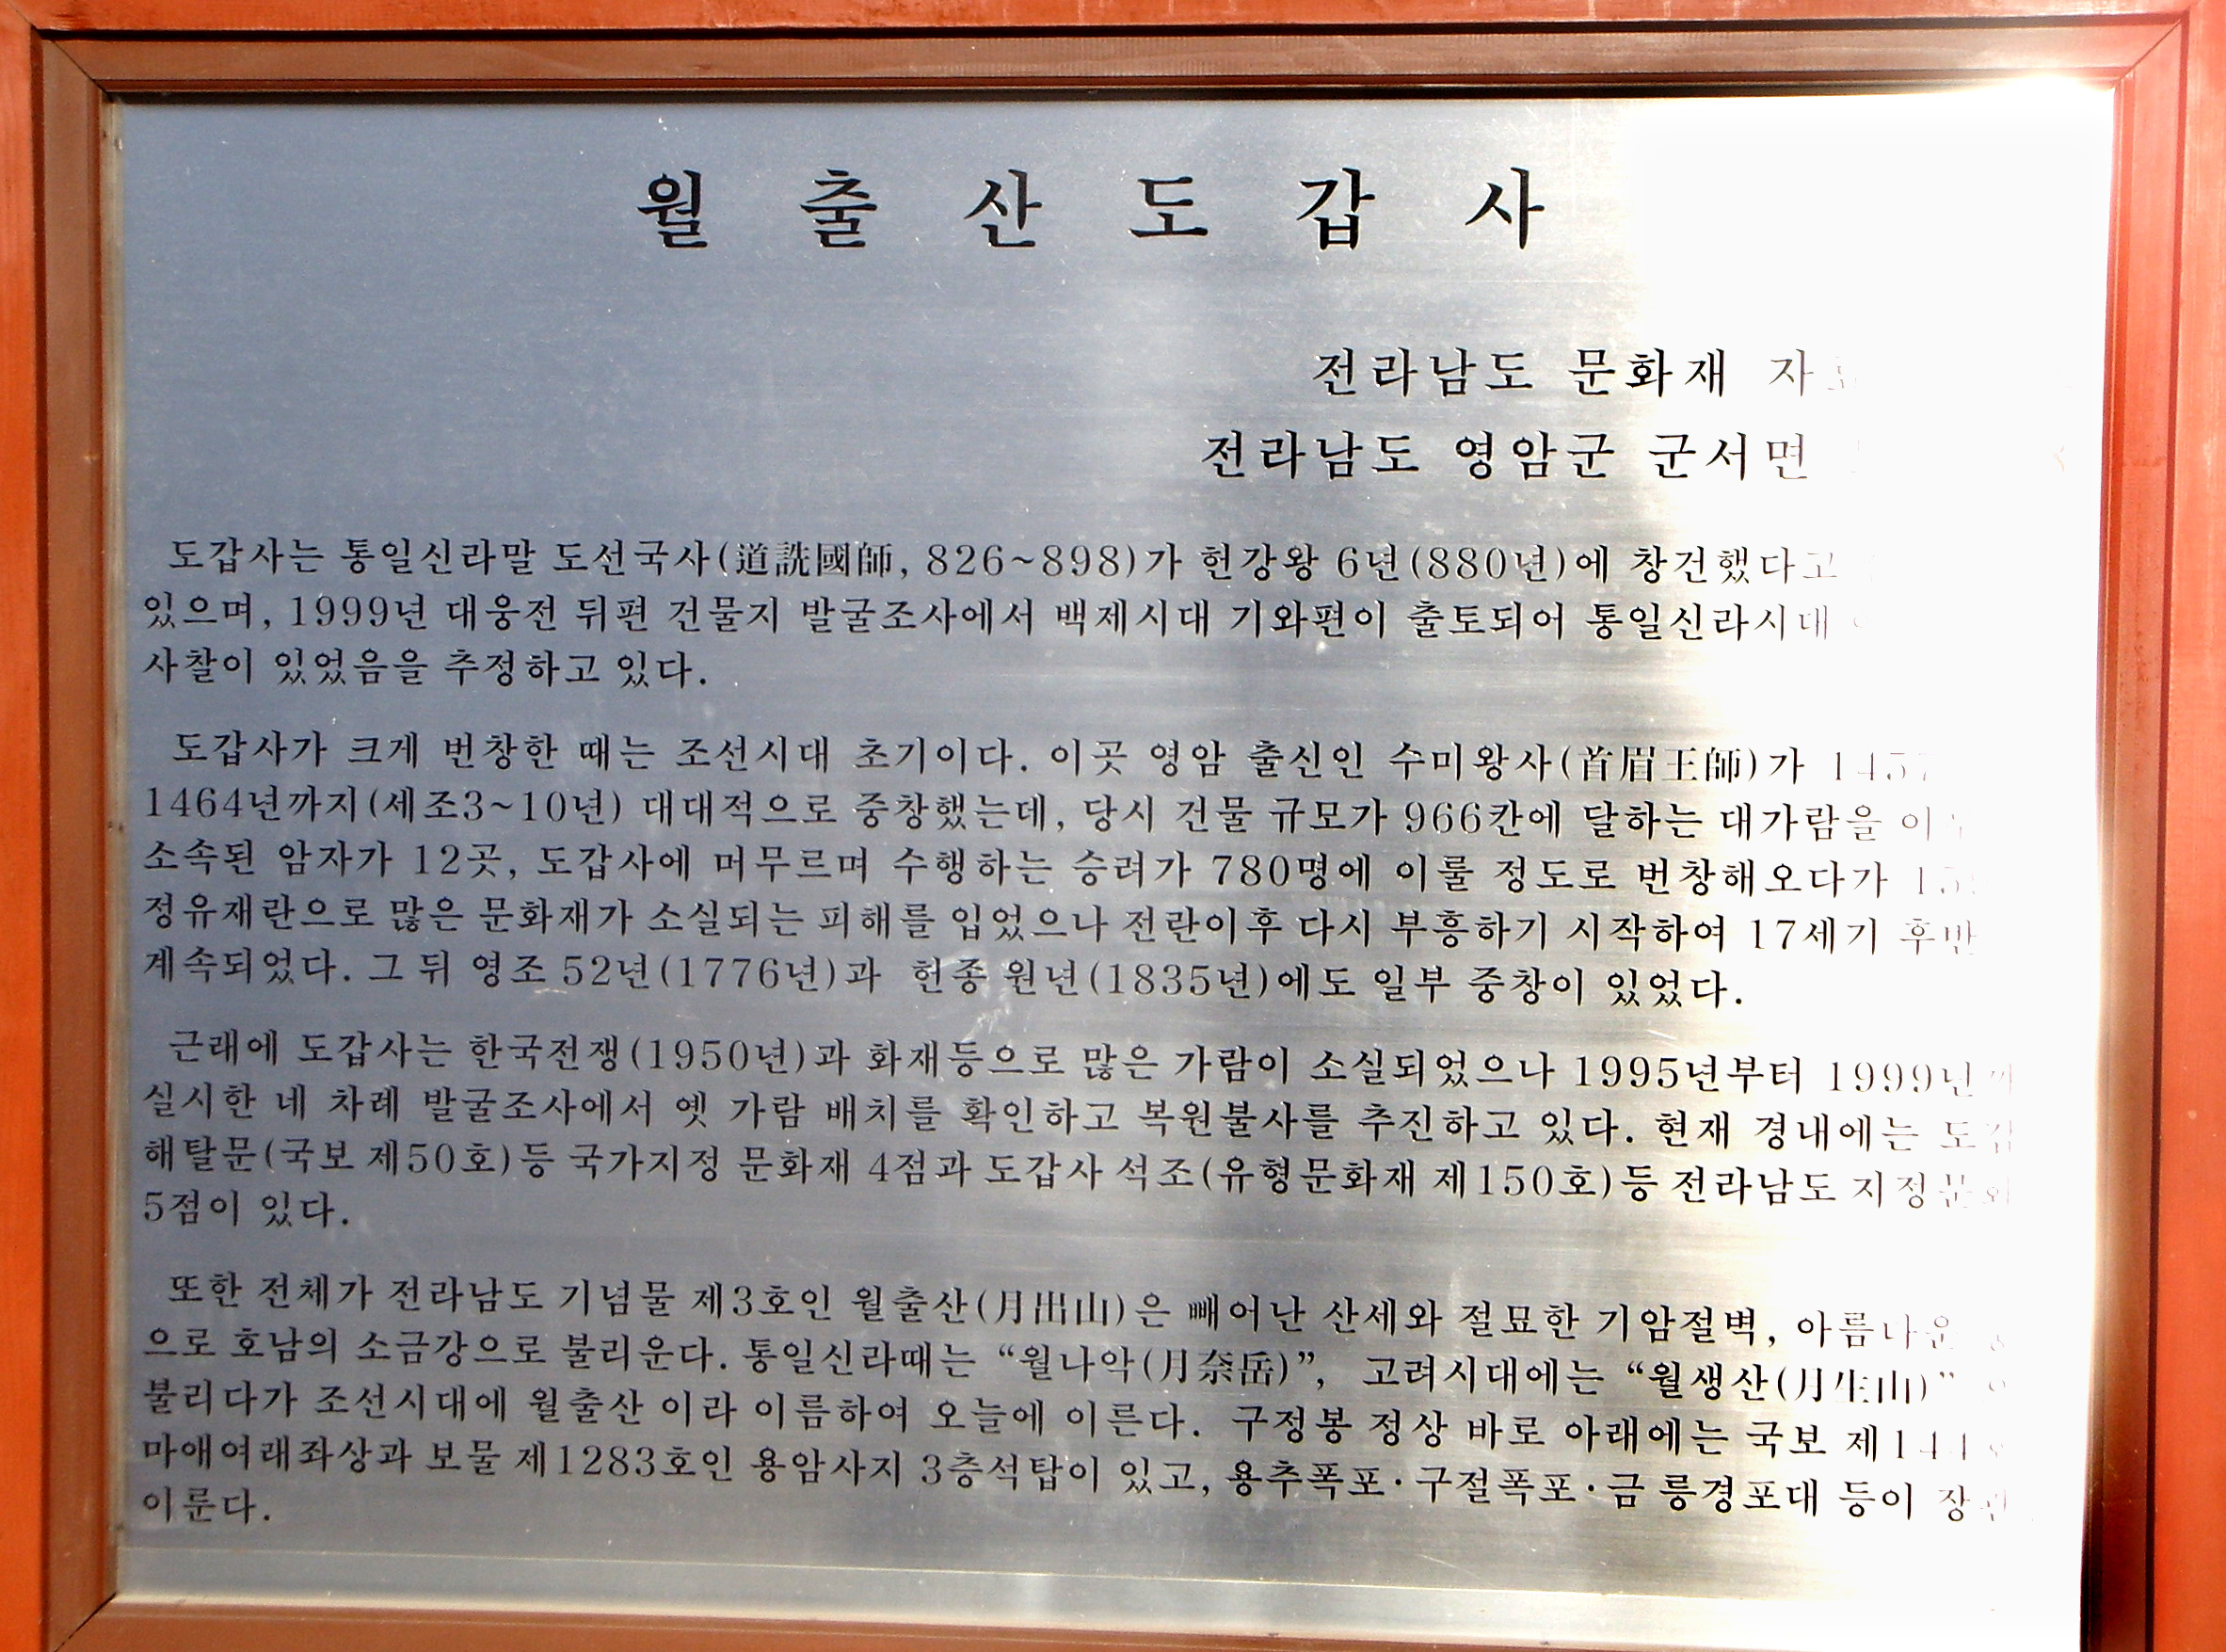 월출산도갑사
전라남도 문화재
전라남도 영암군 군서면
도갑사는 통일신라말 도선국사(道詵國師, 826~898)가 헌강왕 6년(880년)에 창건했다고
있으며, 1999년 대웅전 뒤편 건물지 발굴조사에서 백제시대 기와편이 출토되어 통일신라시대
사찰이 있었음을 추정하고 있다.
도갑사가 크게 번창한 때는 조선시대 초기이다. 이곳 영암 출신인 수미왕사(首眉王師)가 1457
1464년까지(세조3~10년) 대대적으로 중창했는데, 당시 건물 규모가 966칸에 달하는 대가람을
소속된 암자가 12곳, 도갑사에 머무르며 수행하는 승려가 780명에 이룰 정도로 번창해오다가
정유재란으로 많은 문화재가 소실되는 피해를 입었으나 전란이후 다시 부흥하기 시작하여 17세기 후반
계속되었다. 그 뒤 영조 52년(1776년)과 헌종 원년(1835년)에도 일부 중창이 있었다.
근래에 도갑사는 한국전쟁(1950년)과 화재등으로 많은 가람이 소실되었으나 1995년부터 1999년
실시한 네 차례 발굴조사에서 옛 가람 배치를 확인하고 복원불사를 추진하고 있다. 현재 경내에는 도갑
해탈문(국보 제50호)등 국가지정 문화재 4점과 도갑사 석조(유형문화재 제150호)등 전라남도 지정문화
5점이 있다.
또한 전체가 전라남도 기념물 제3호인 월출산(月出山)은 빼어난 산세와 절묘한 기암절벽, 아름다운
으로 호남의 소금강으로 불리운다. 통일신라때는 “월나악(月奈岳)”, 고려시대에는 “월생산(月生山)”
불리다가 조선시대에 월출산 이라 이름하여 오늘에 이른다. 구정봉 정상 바로 아래에는 국보 제144
마애여래좌상과 보물 제1283호인 용암사지 3층석탑이 있고, 용추폭포·구절폭포·금릉경포대 등이
이룬다.